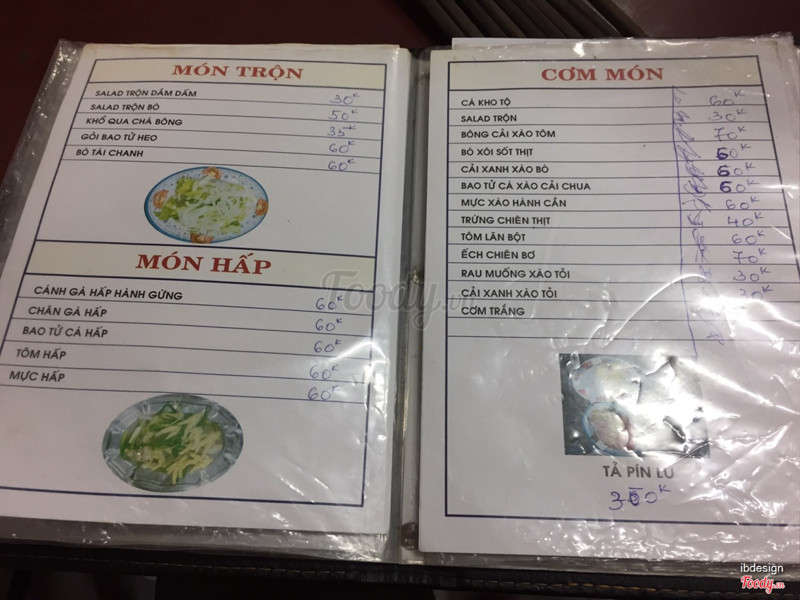 MÓN TRỘN
SALAD TRỘN DẦM DẤM 30K
SALAD TRỘN BÒ 50K
KHỔ QUA CHÀ BÔNG 35K
GỎI BAO TỬ HEO 60K
BÒ TÁI CHANH 60K
MÓN HẤP
CÁNH GÀ HẤP HÀNH GỪNG 60K
CHÂN GÀ HẤP 60K
BAO TỬ CÁ HẤP 60K
TÔM HẤP 60K
MỰC HẤP 60K
CƠM MÓN
CÁ KHO TỘ 60K
SALAD TRỘN 30K
BÔNG CẢI XÀO TÔM 70K
BÓ XÔI SỐT THỊT 60K
CẢI XANH XÀO BÒ 60K
BAO TỬ CÁ XÀO CẢI CHUA 60K
MỰC XÀO HÀNH CẦN 60K
TRỨNG CHIÊN THỊT 40K
TÔM LĂN BỘT 60K
ẾCH CHIÊN BƠ 70K
RAU MUỐNG XÀO TỎI 30K
CẢI XANH XÀO TỎI 30K
CƠM TRẮNG
TẢ PÍN LU
K
Foody.vn
ibdesign
Foody.vn